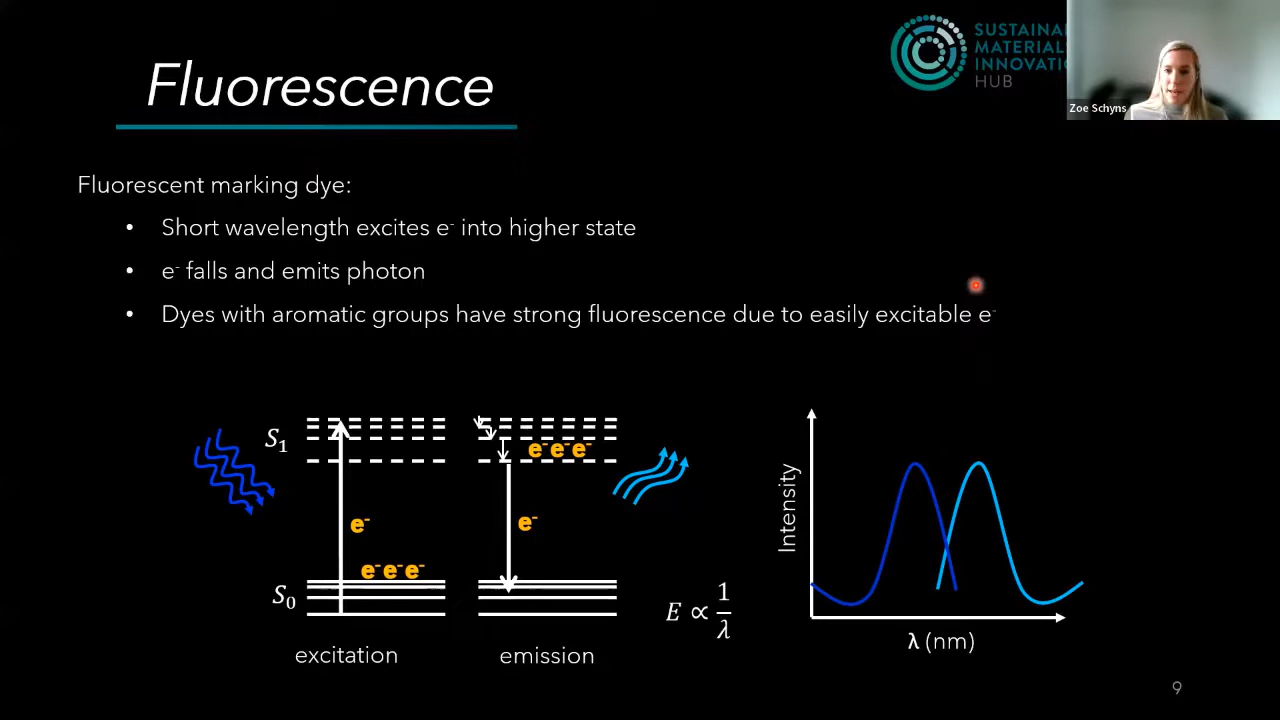 Fluorescence
SUSTAINA
MATERIAL
INNOVATIO
HUB
Zoe Schyns
Fluorescent marking dye:
• Short wavelength excites e⁻ into higher state
• e⁻ falls and emits photon
• Dyes with aromatic groups have strong fluorescence due to easily excitable e⁻
S₁
e⁻e⁻e⁻
e⁻
e⁻
e⁻e⁻e⁻
S₀
excitation
emission
E ∝ 1/λ
Intensity
λ (nm)
9